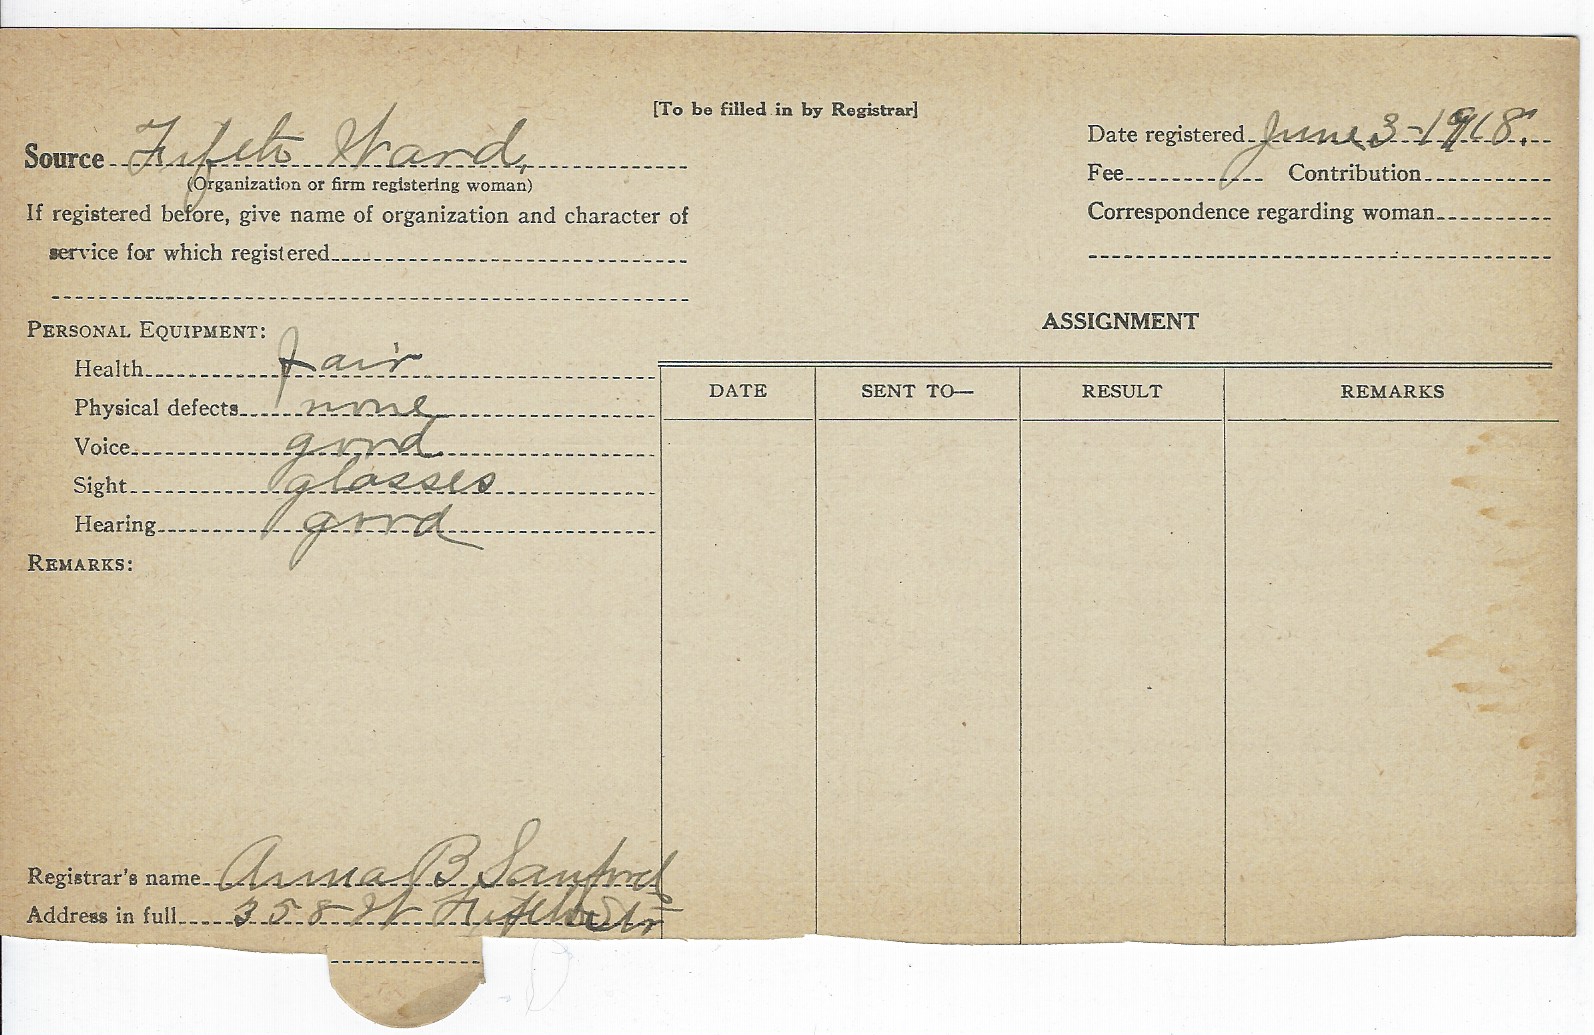 [To be filled in by Registrar]
Source Fifth Ward,
(Organization or firm registering woman)
If registered before, give name of organization and character of
service for which registered
Date registered June 3-1918.
Fee Contribution
Correspondence regarding woman
PERSONAL EQUIPMENT:
Health fair
Physical defects none
Voice good
Sight glasses
Hearing good
REMARKS:
ASSIGNMENT
DATE SENT TO— RESULT REMARKS
Registrar's name Anna B Sanford
Address in full 358 W Fifth Str